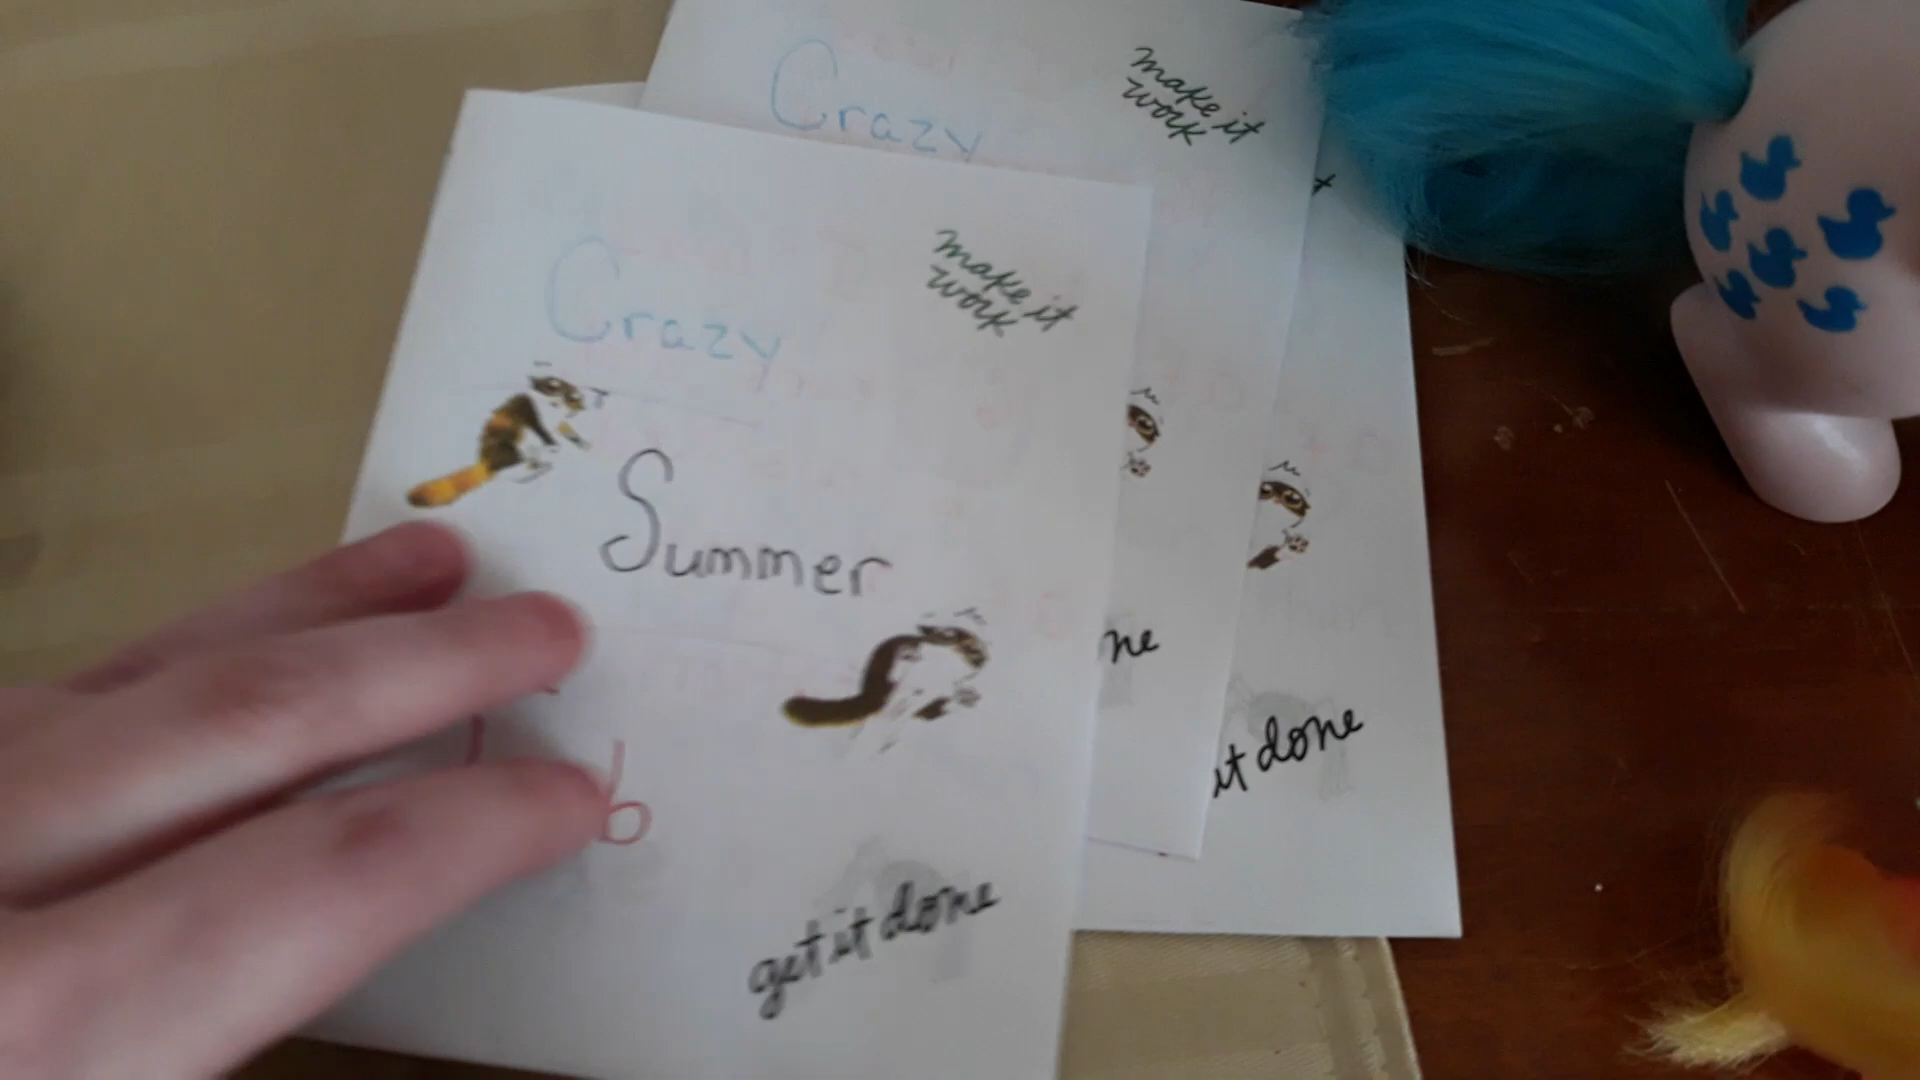 Crazy
make it
work
Crazy
make it
work
Summer
b
get it done
ne
it done